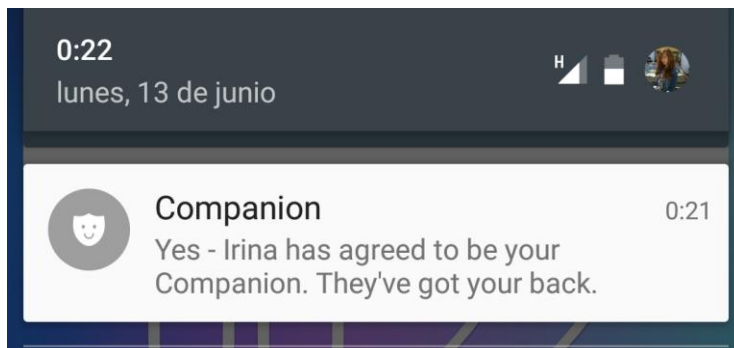 0:22
H
lunes, 13 de junio
Companion
0:21
Yes - Irina has agreed to be your
Companion. They've got your back.